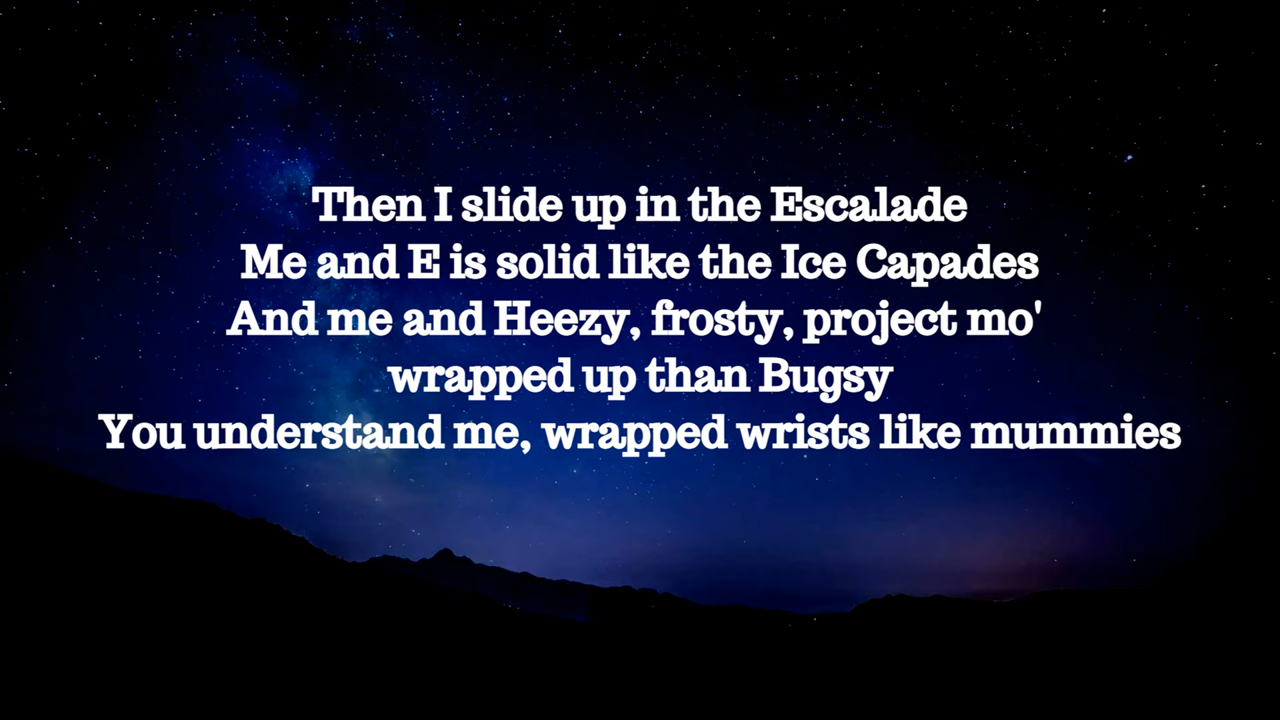 Then I slide up in the Escalade
Me and E is solid like the Ice Capades
And me and Heezy, frosty, project mo'
wrapped up than Bugsy
You understand me, wrapped wrists like mummies